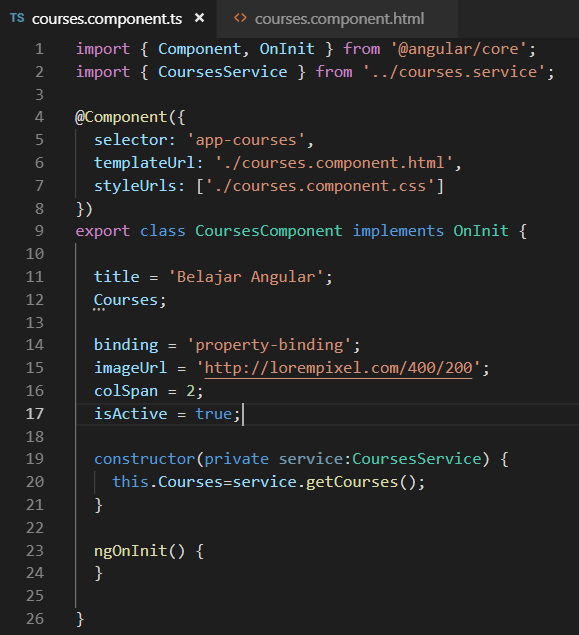 TS courses.component.ts × <> courses.component.html
1 import { Component, OnInit } from '@angular/core';
2 import { CoursesService } from '../courses.service';
3
4 @Component({
5   selector: 'app-courses',
6   templateUrl: './courses.component.html',
7   styleUrls: ['./courses.component.css']
8 })
9 export class CoursesComponent implements OnInit {
10
11   title = 'Belajar Angular';
12   Courses;
13
14   binding = 'property-binding';
15   imageUrl = 'http://lorempixel.com/400/200';
16   colSpan = 2;
17   isActive = true;
18
19   constructor(private service:CoursesService) {
20     this.Courses=service.getCourses();
21   }
22
23   ngOnInit() {
24   }
25
26 }